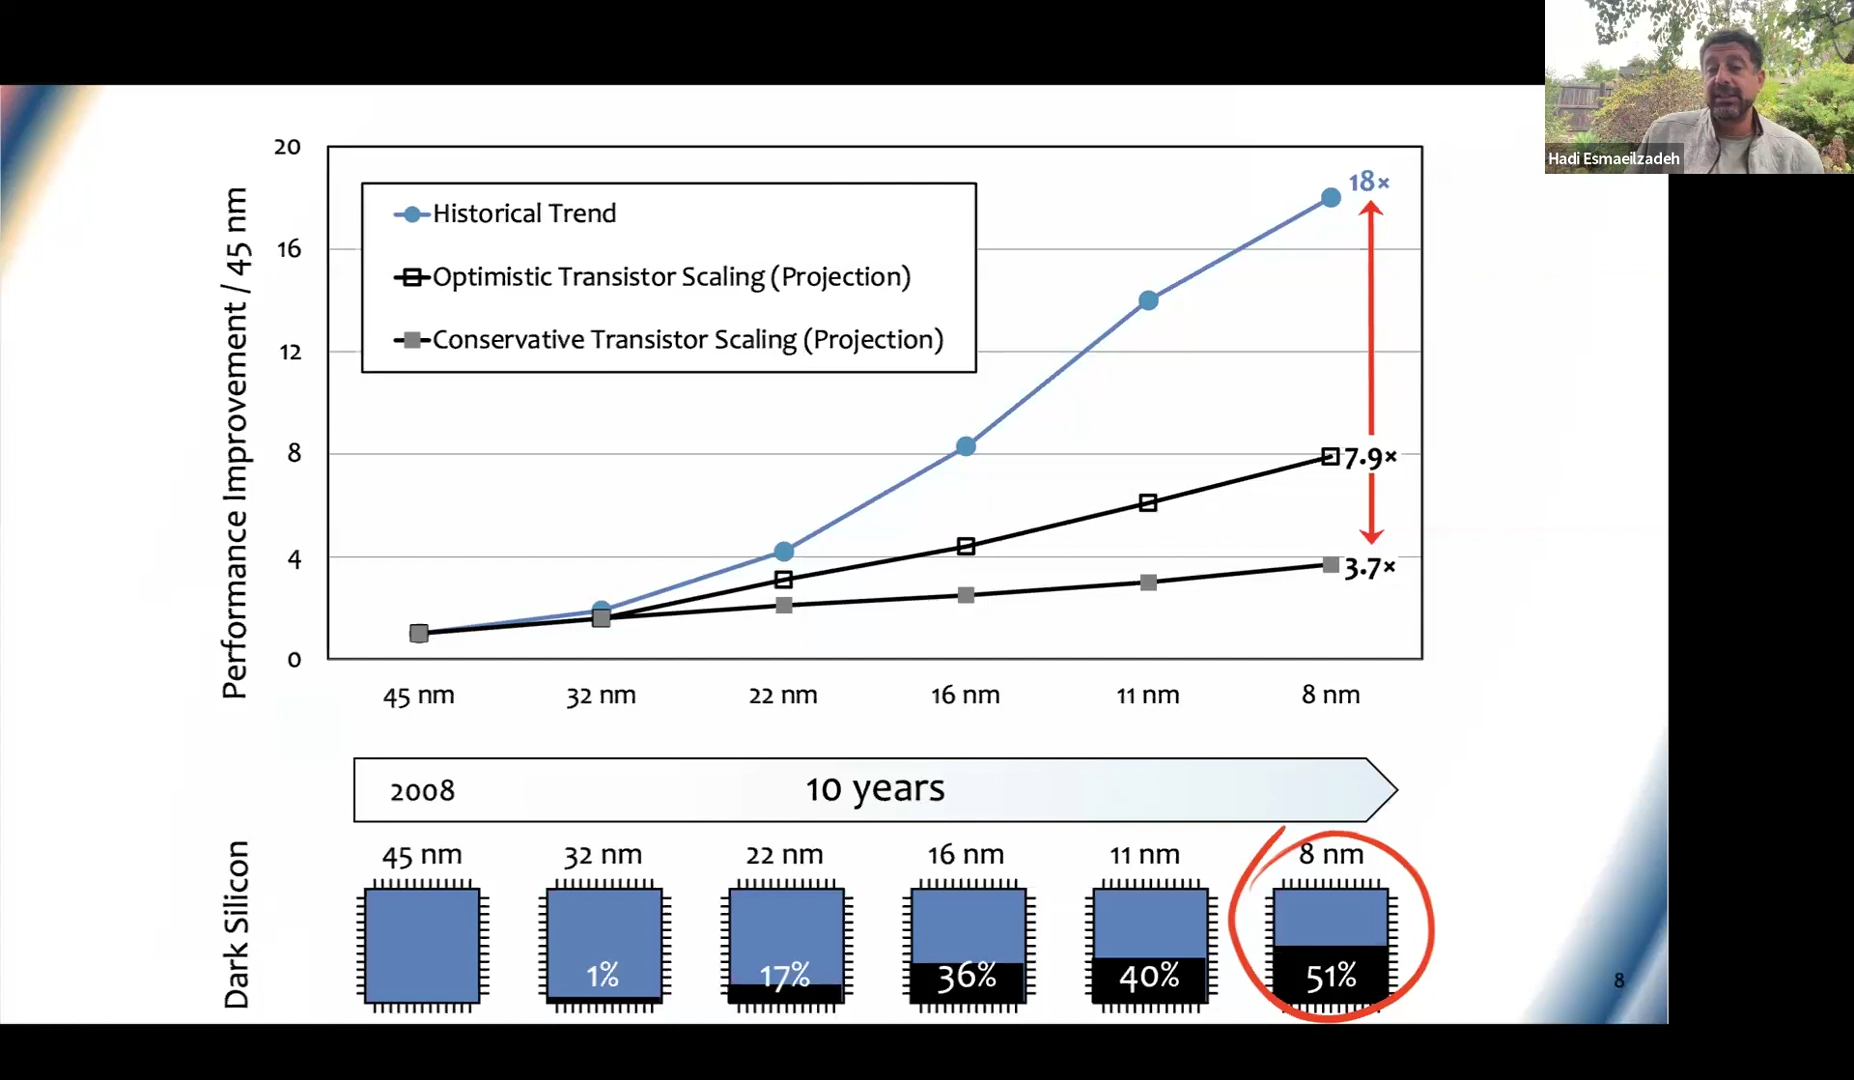 Hadi Esmaeilzadeh
Performance Improvement / 45 nm
20
16
12
8
4
0
Historical Trend
Optimistic Transistor Scaling (Projection)
Conservative Transistor Scaling (Projection)
18×
7.9×
3.7×
45 nm 32 nm 22 nm 16 nm 11 nm 8 nm
2008 10 years
Dark Silicon
45 nm 32 nm 22 nm 16 nm 11 nm 8 nm
1% 17% 36% 40% 51%
8